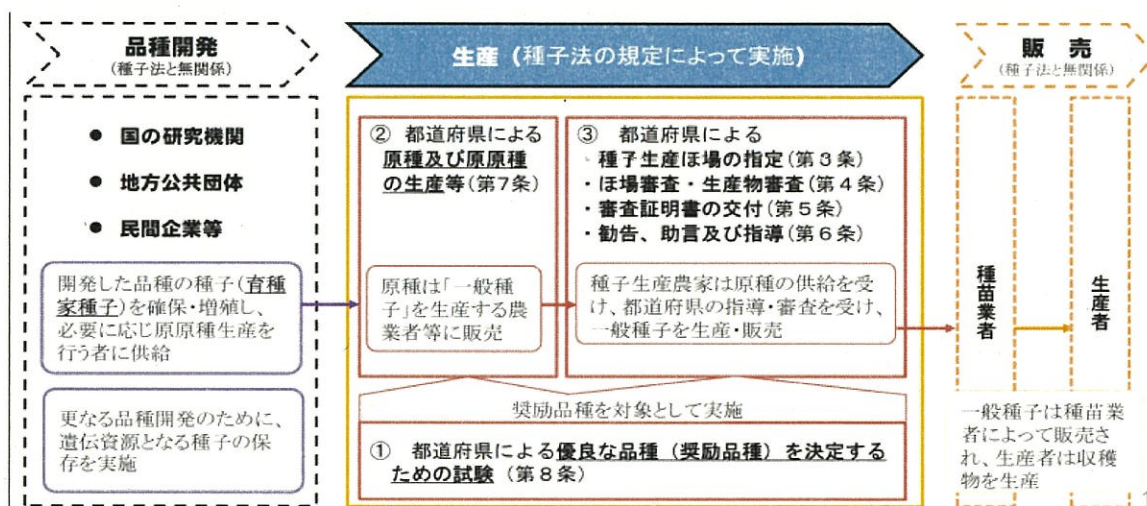 品種開発
(種子法と無関係)
● 国の研究機関
● 地方公共団体
● 民間企業等
開発した品種の種子(育種
家種子)を確保・増殖し、
必要に応じ原原種生産を
行う者に供給
更なる品種開発のために、
遺伝資源となる種子の保
存を実施
生産(種子法の規定によって実施)
② 都道府県による
原種及び原原種
の生産等(第7条)
原種は「一般種
子」を生産する農
業者等に販売
③ 都道府県による
・種子生産ほ場の指定(第3条)
・ほ場審査・生産物審査(第4条)
・審査証明書の交付(第5条)
・勧告、助言及び指導(第6条)
種子生産農家は原種の供給を受
け、都道府県の指導・審査を受け、
一般種子を生産・販売
奨励品種を対象として実施
① 都道府県による優良な品種(奨励品種)を決定する
ための試験(第8条)
販 売
(種子法と無関係)
種苗業者
生産者
一般種子は種苗業
者によって販売さ
れ、生産者は収穫
物を生産